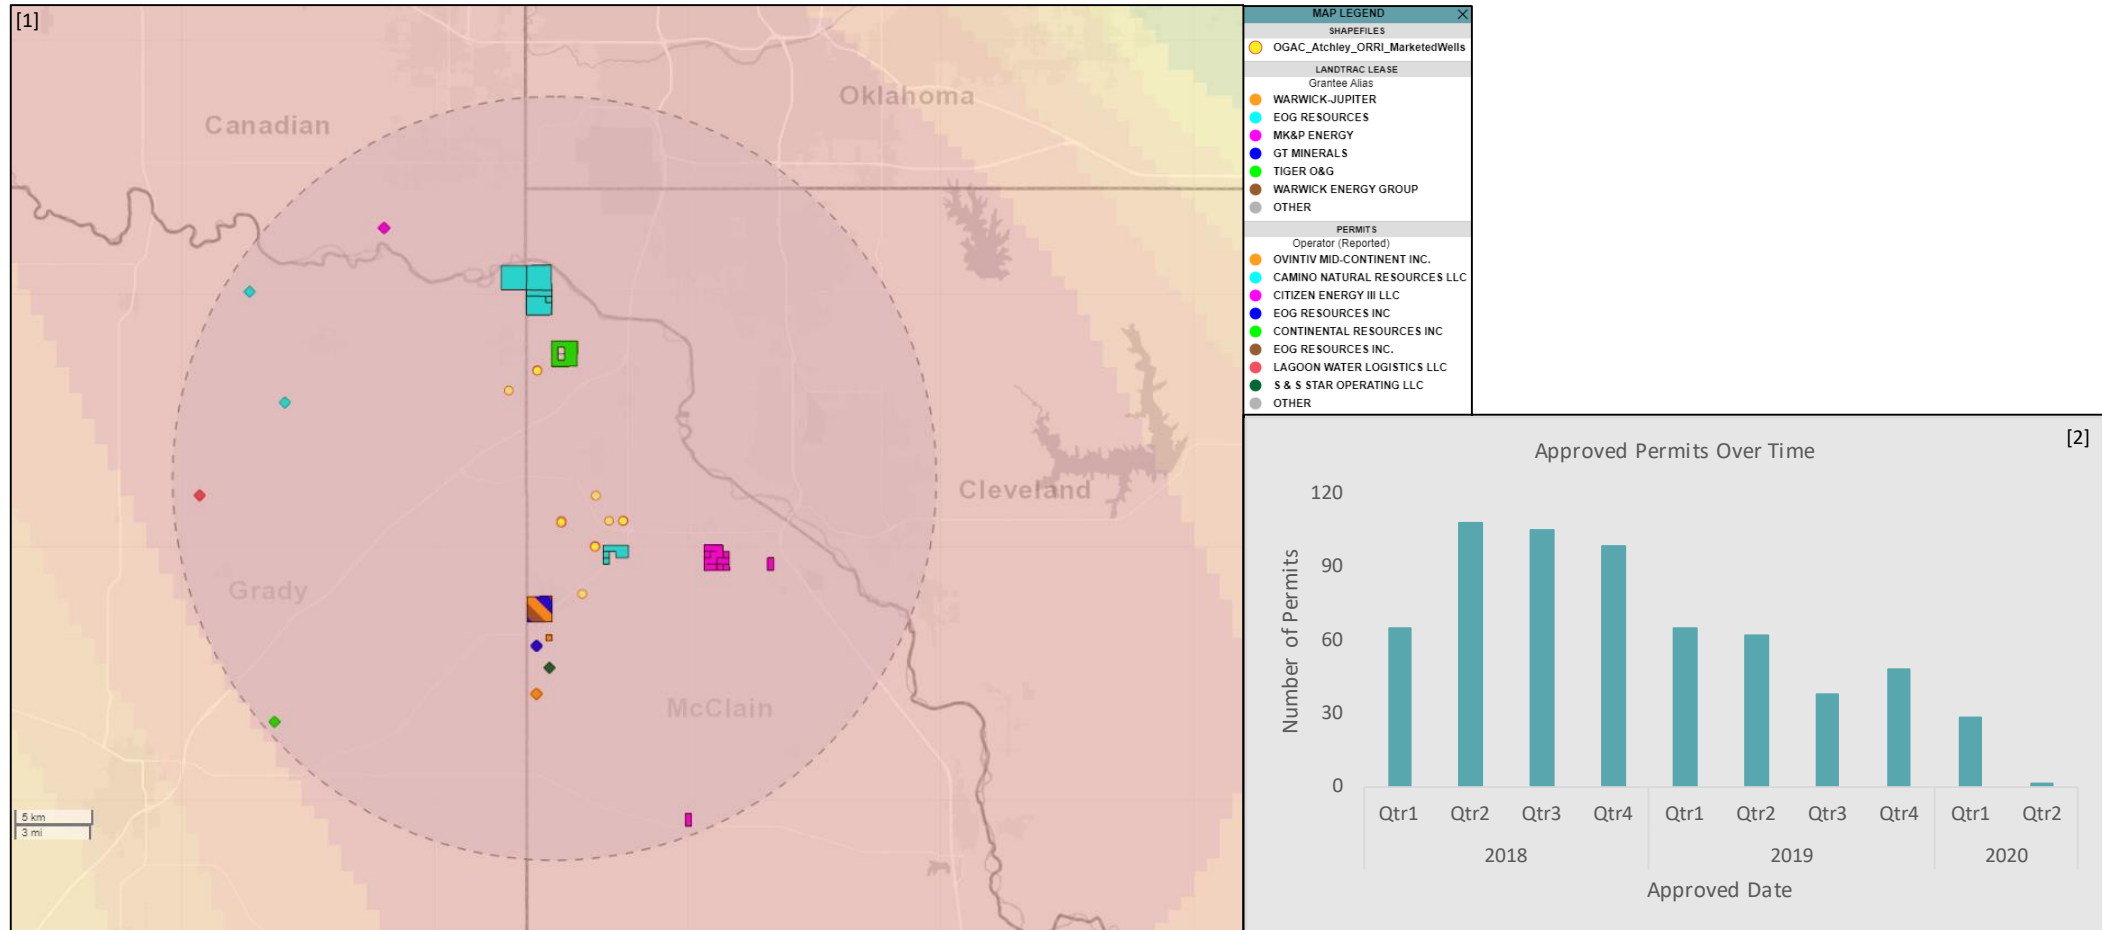 [1]
Oklahoma
Canadian
Cleveland
Grady
McClain
5 km
3 mi
MAP LEGEND
SHAPEFILES
OGAC_Atchley_ORRI_MarketedWells
LANDTRAC LEASE
Grantee Alias
WARWICK-JUPITER
EOG RESOURCES
MK&P ENERGY
GT MINERALS
TIGER O&G
WARWICK ENERGY GROUP
OTHER
PERMITS
Operator (Reported)
OVINTIV MID-CONTINENT INC.
CAMINO NATURAL RESOURCES LLC
CITIZEN ENERGY III LLC
EOG RESOURCES INC
CONTINENTAL RESOURCES INC
EOG RESOURCES INC.
LAGOON WATER LOGISTICS LLC
S & S STAR OPERATING LLC
OTHER
[2]
Approved Permits Over Time
Number of Permits
120
90
60
30
0
Qtr1 Qtr2 Qtr3 Qtr4 Qtr1 Qtr2 Qtr3 Qtr4 Qtr1 Qtr2
2018 2019 2020
Approved Date